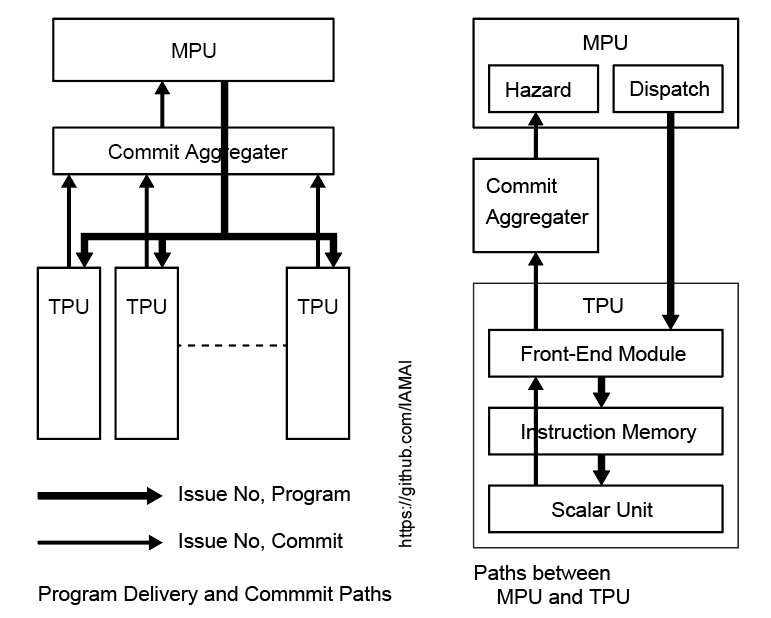 MPU
Commit Aggregater
TPU
TPU
TPU
Issue No, Program
Issue No, Commit
Program Delivery and Commmit Paths
https://github.com/IAMAI
MPU
Hazard
Dispatch
Commit
Aggregater
TPU
Front-End Module
Instruction Memory
Scalar Unit
Paths between
MPU and TPU